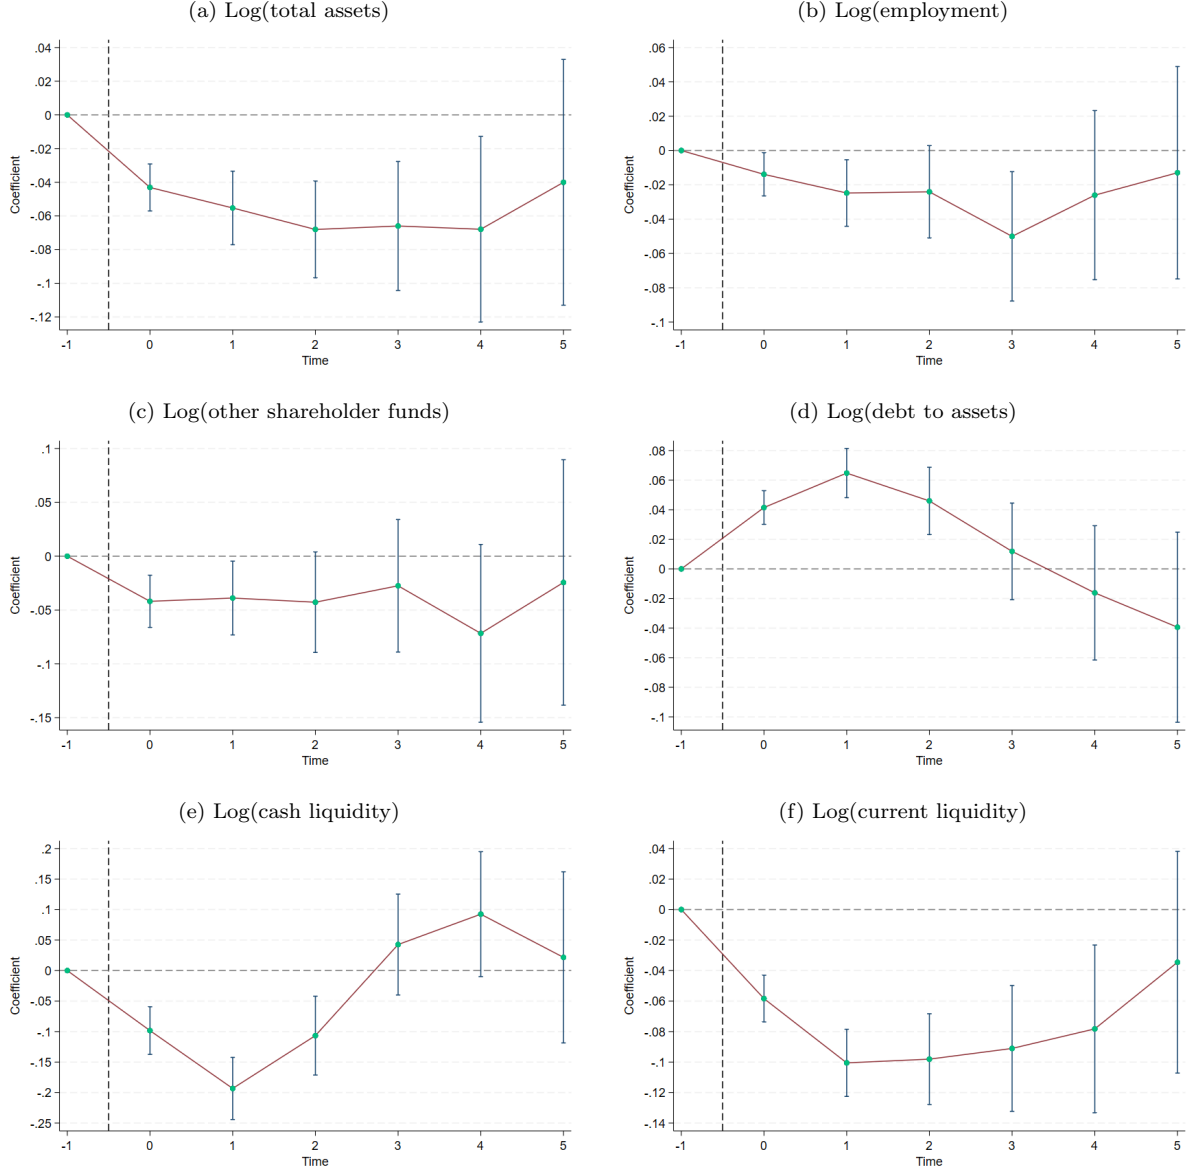 (a) Log(total assets)
.04
.02
0
-.02
-.04
-.06
-.08
-.1
-.12
Coefficient
-1 0 1 2 3 4 5
Time
(b) Log(employment)
.06
.04
.02
0
-.02
-.04
-.06
-.08
-.1
Coefficient
-1 0 1 2 3 4 5
Time
(c) Log(other shareholder funds)
.1
.05
0
-.05
-.1
-.15
Coefficient
-1 0 1 2 3 4 5
Time
(d) Log(debt to assets)
.08
.06
.04
.02
0
-.02
-.04
-.06
-.08
-.1
Coefficient
-1 0 1 2 3 4 5
Time
(e) Log(cash liquidity)
.2
.15
.1
.05
0
-.05
-.1
-.15
-.2
-.25
Coefficient
-1 0 1 2 3 4 5
Time
(f) Log(current liquidity)
.04
.02
0
-.02
-.04
-.06
-.08
-.1
-.12
-.14
Coefficient
-1 0 1 2 3 4 5
Time